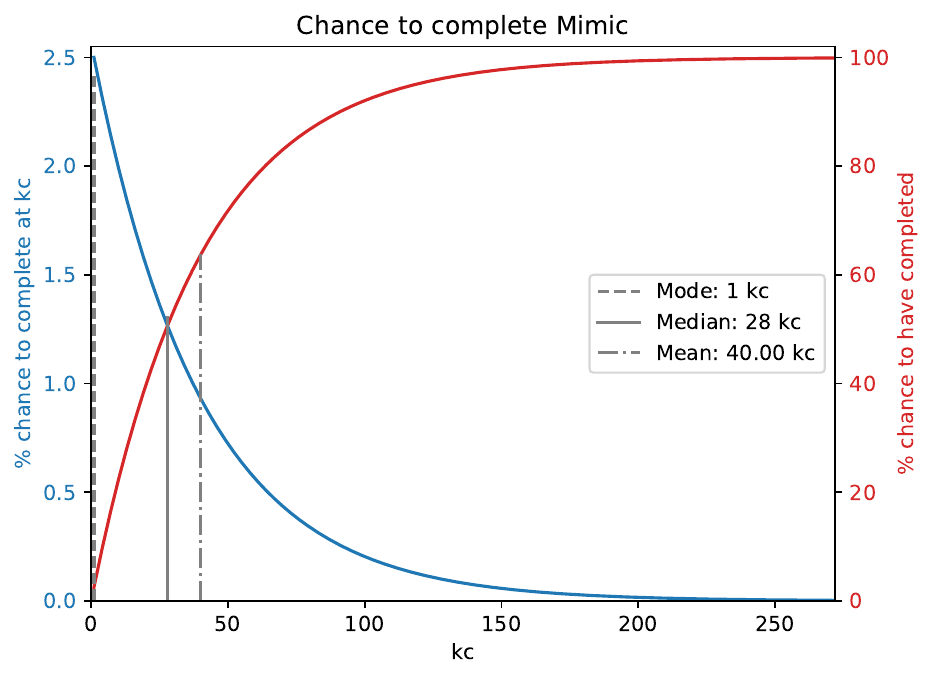 Chance to complete Mimic
% chance to complete at kc
2.5
2.0
1.5
1.0
0.5
0.0
100
80
60
40
20
0
% chance to have completed
Mode: 1 kc
Median: 28 kc
Mean: 40.00 kc
0
50
100
150
200
250
kc